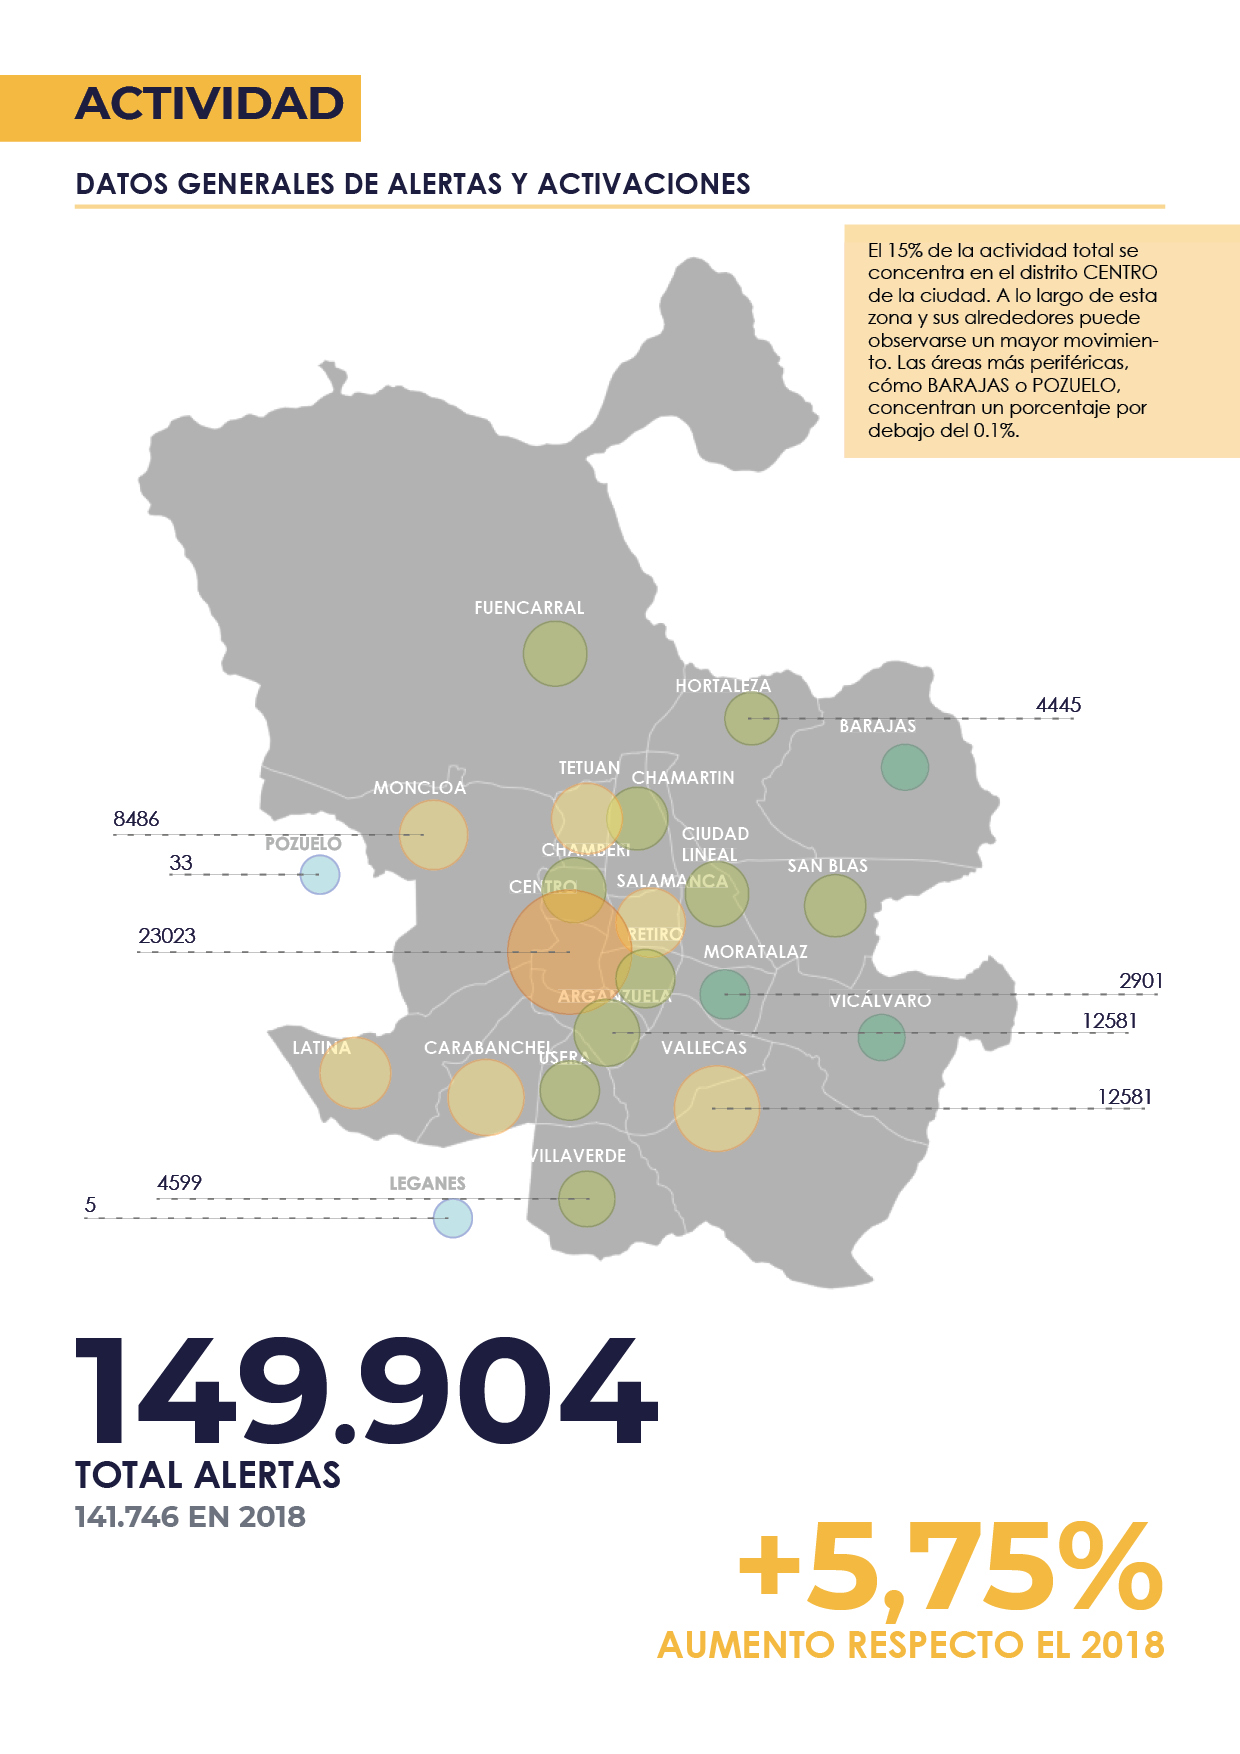 ACTIVIDAD
DATOS GENERALES DE ALERTAS Y ACTIVACIONES
El 15% de la actividad total se
concentra en el distrito CENTRO
de la ciudad. A lo largo de esta
zona y sus alrededores puede
observarse un mayor movimien-
to. Las áreas más periféricas,
cómo BARAJAS o POZUELO,
concentran un porcentaje por
debajo del 0.1%.
FUENCARRAL
HORTALEZA
4445
BARAJAS
TETUAN
CHAMARTIN
MONCLOA
8486
POZUELO
33
CIUDAD
LINEAL
CHAMBERI
SAN BLAS
CENTRO
SALAMANCA
23023
RETIRO
MORATALAZ
2901
ARGANZUELA
VICÁLVARO
12581
LATINA
CARABANCHEL
USERA
VALLECAS
12581
VILLAVERDE
4599
LEGANES
5
149.904
TOTAL ALERTAS
141.746 EN 2018
+5,75%
AUMENTO RESPECTO EL 2018